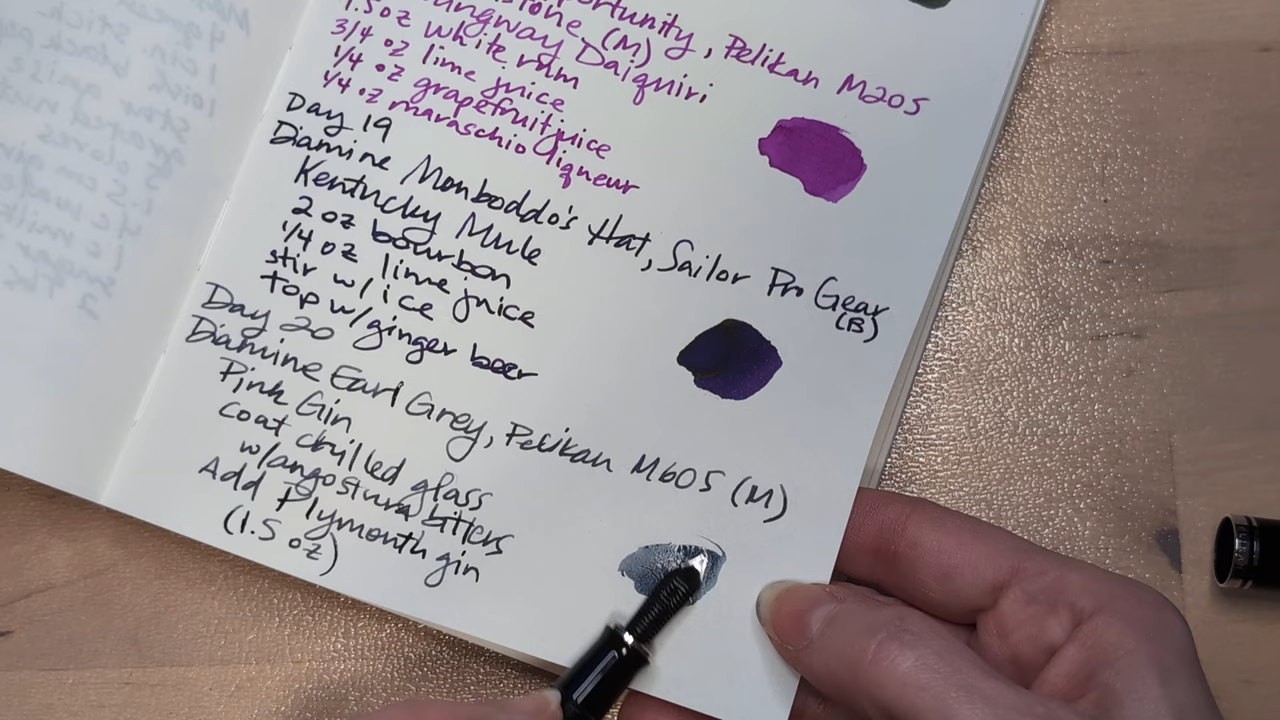 Pelikan M205
(M)
Daiquiri
1.5 oz white rum
3/4 oz lime juice
1/4 oz grapefruit juice
1/4 oz maraschio liqueur
Day 19
Diamine Monboddo's Hat, Sailor Pro Gear
(B)
Kentucky Mule
2 oz bourbon
1/4 oz lime juice
stir w/ice
top w/ginger beer
Day 20
Diamine Earl Grey, Pelikan M605 (M)
Pink Gin
coat chilled glass
w/angostura bitters
Add Plymouth gin
(1.5 oz)